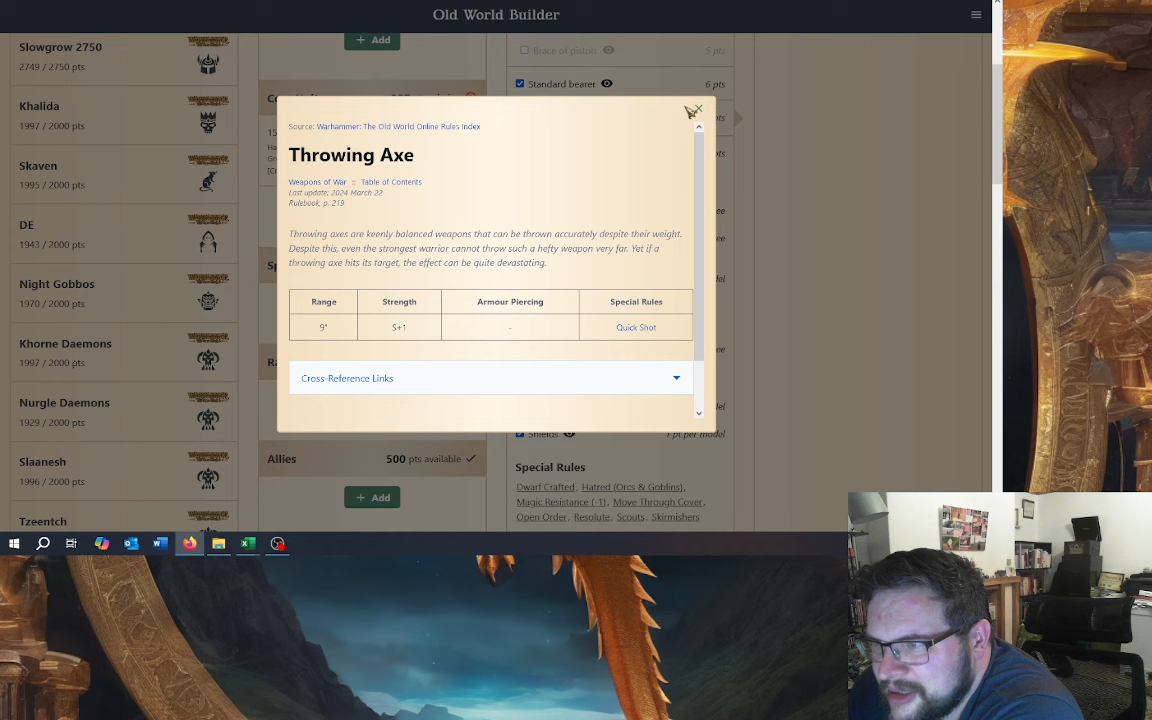 Old World Builder
Slowgrow 2750
2749 / 2750 pts
Khalida
1997 / 2000 pts
Skaven
1995 / 2000 pts
DE
1943 / 2000 pts
Night Gobbos
1970 / 2000 pts
Khorne Daemons
1997 / 2000 pts
Nurgle Daemons
1929 / 2000 pts
Slaanesh
1996 / 2000 pts
Tzeentch
+ Add
Allies
500 pts available
+ Add
Brace of pistols
5 pts
Standard bearer
6 pts
Source: Warhammer: The Old World Online Rules Index
Throwing Axe
Weapons of War :: Table of Contents
Last update: 2024 March 22
Rulebook, p. 219
Throwing axes are keenly balanced weapons that can be thrown accurately despite their weight.
Despite this, even the strongest warrior cannot throw such a hefty weapon very far. Yet if a
throwing axe hits its target, the effect can be quite devastating.
Range Strength Armour Piercing Special Rules
9" S+1 - Quick Shot
Cross-Reference Links
Shields
1 pt per model
Special Rules
Dwarf Crafted, Hatred (Orcs & Goblins),
Magic Resistance (-1), Move Through Cover,
Open Order, Resolute, Scouts, Skirmishers